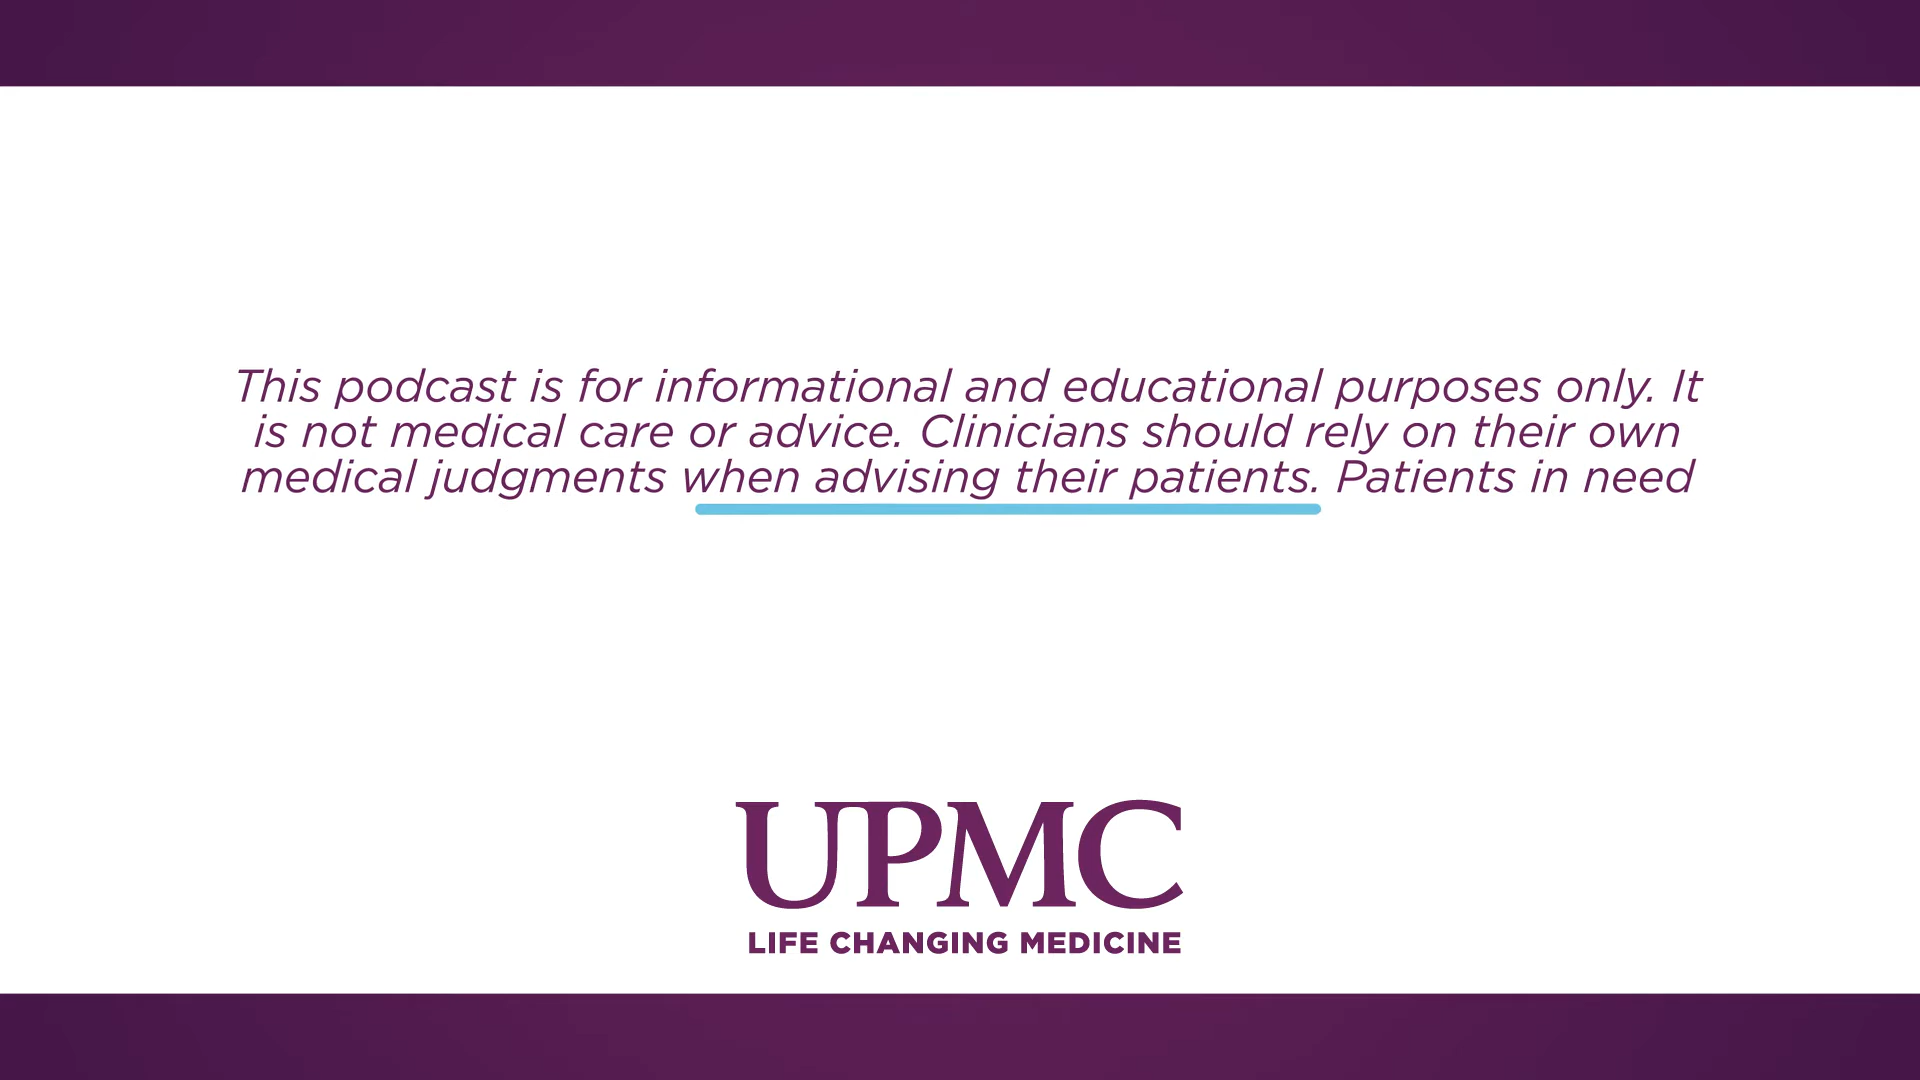 This podcast is for informational and educational purposes only. It
is not medical care or advice. Clinicians should rely on their own
medical judgments when advising their patients. Patients in need
UPMC
LIFE CHANGING MEDICINE